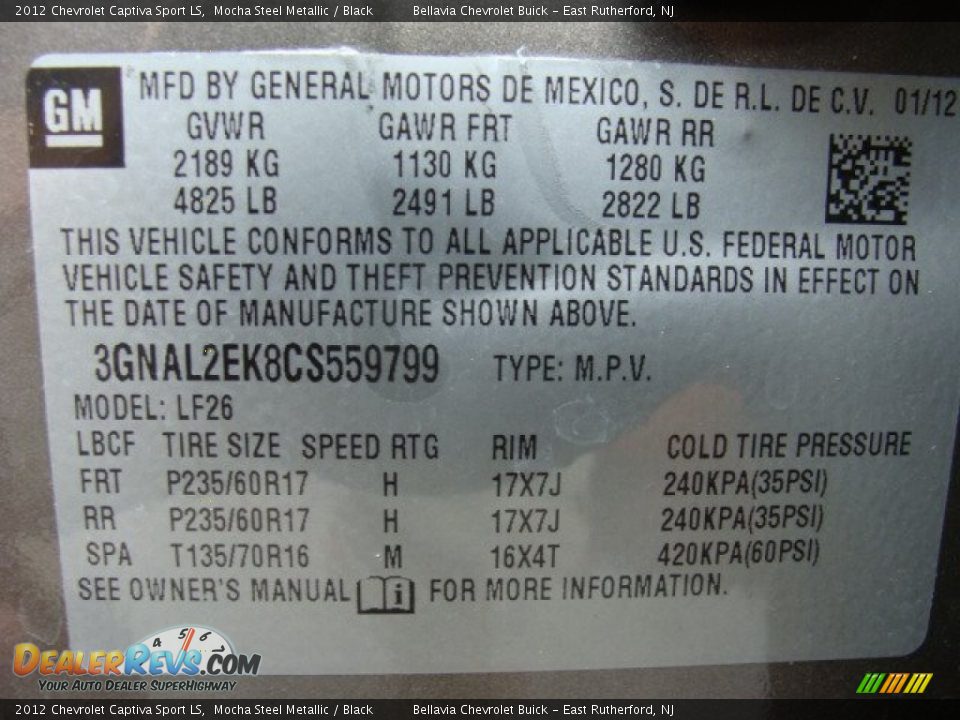 2012 Chevrolet Captiva Sport LS, Mocha Steel Metallic / Black Bellavia Chevrolet Buick - East Rutherford, NJ
GM
MFD BY GENERAL MOTORS DE MEXICO, S. DE R.L. DE C.V. 01/12
GVWR GAWR FRT GAWR RR
2189 KG 1130 KG 1280 KG
4825 LB 2491 LB 2822 LB
THIS VEHICLE CONFORMS TO ALL APPLICABLE U.S. FEDERAL MOTOR
VEHICLE SAFETY AND THEFT PREVENTION STANDARDS IN EFFECT ON
THE DATE OF MANUFACTURE SHOWN ABOVE.
3GNAL2EK8CS559799 TYPE: M.P.V.
MODEL: LF26
LBCF TIRE SIZE SPEED RTG RIM COLD TIRE PRESSURE
FRT P235/60R17 H 17X7J 240KPA(35PSI)
RR P235/60R17 H 17X7J 240KPA(35PSI)
SPA T135/70R16 M 16X4T 420KPA(60PSI)
SEE OWNER'S MANUAL i FOR MORE INFORMATION.
4 5 6
DEALERREVS.COM
YOUR AUTO DEALER SUPERHIGHWAY
2012 Chevrolet Captiva Sport LS, Mocha Steel Metallic / Black Bellavia Chevrolet Buick - East Rutherford, NJ